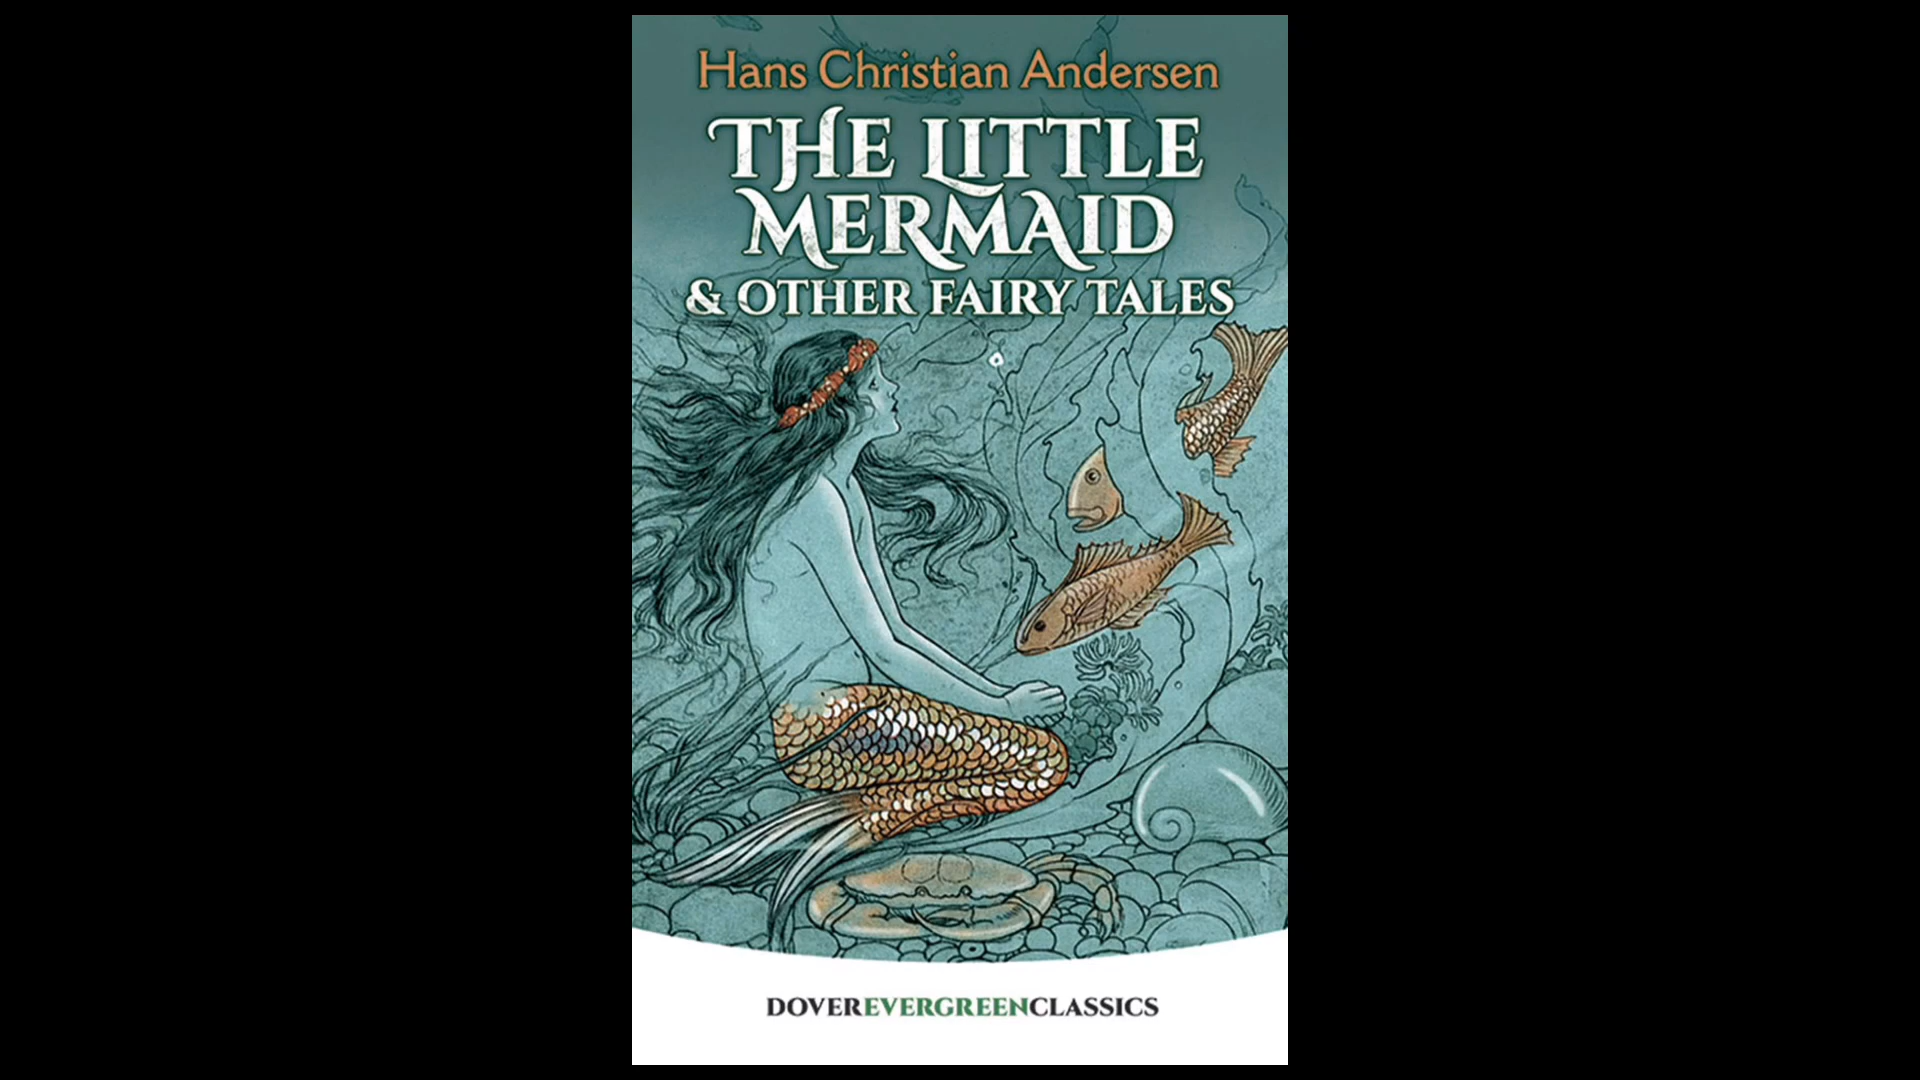 Hans Christian Andersen
THE LITTLE
MERMAID
& OTHER FAIRY TALES
DOVEREVERGREENCLASSICS